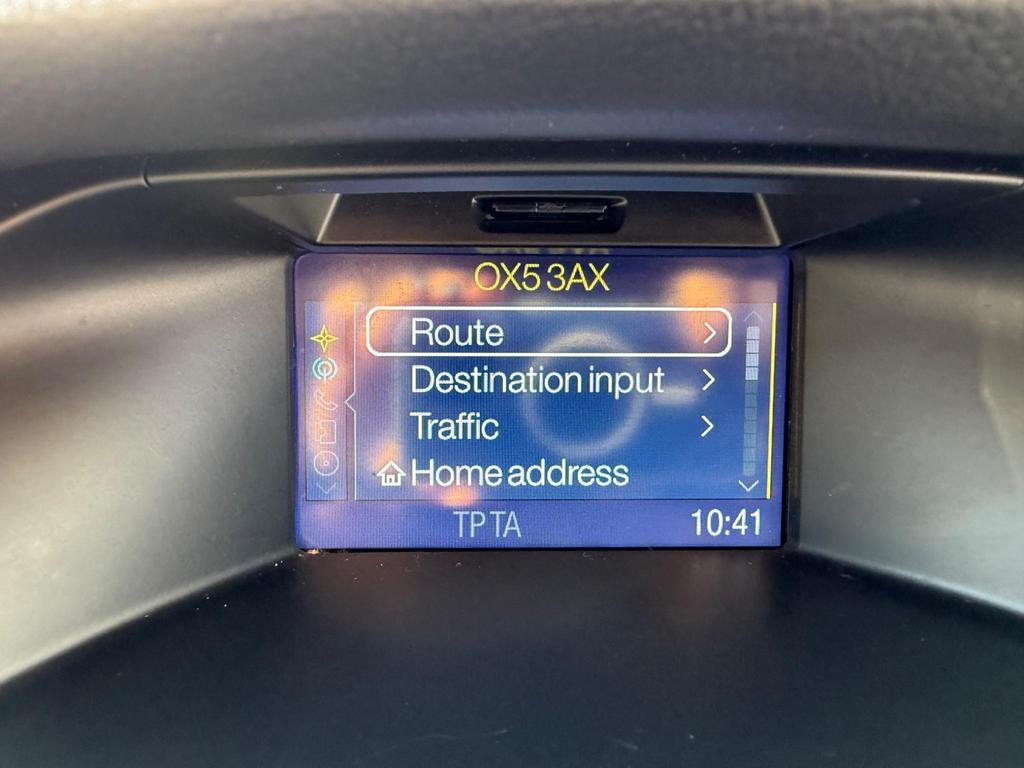 OX5 3AX
Route
Destination input
Traffic
Home address
TP TA
10:41